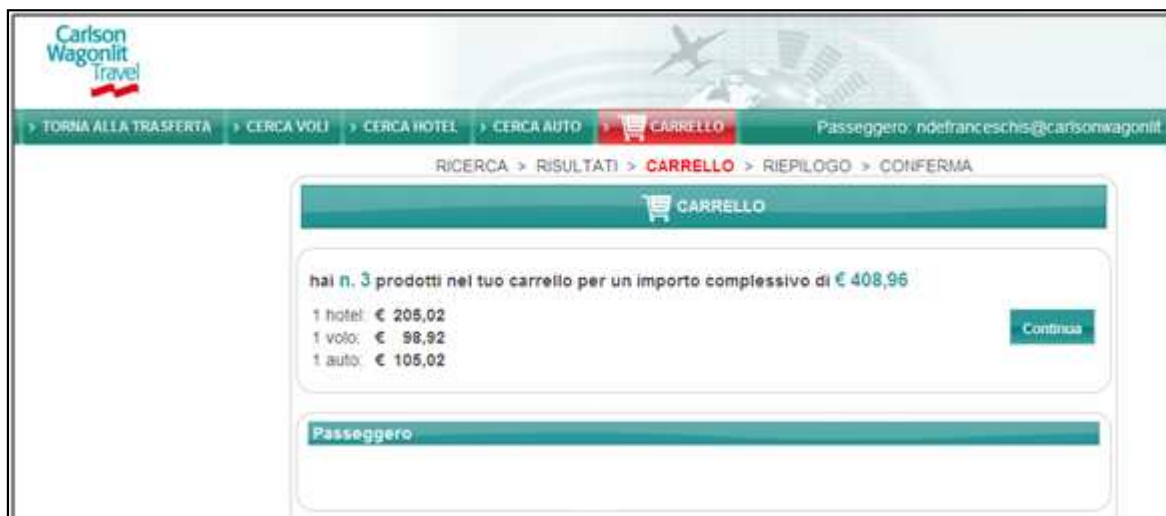 Carlson
Wagonlit
Travel
› TORNA ALLA TRASFERTA › CERCA VOLI › CERCA HOTEL › CERCA AUTO › CARRELLO Passeggero: ndefranceschis@carlsonwagonlit
RICERCA > RISULTATI > CARRELLO > RIEPILOGO > CONFERMA
CARRELLO
hai n. 3 prodotti nel tuo carrello per un importo complessivo di € 408,96
1 hotel: € 205,02
1 volo: € 98,92
1 auto: € 105,02
Continua
Passeggero